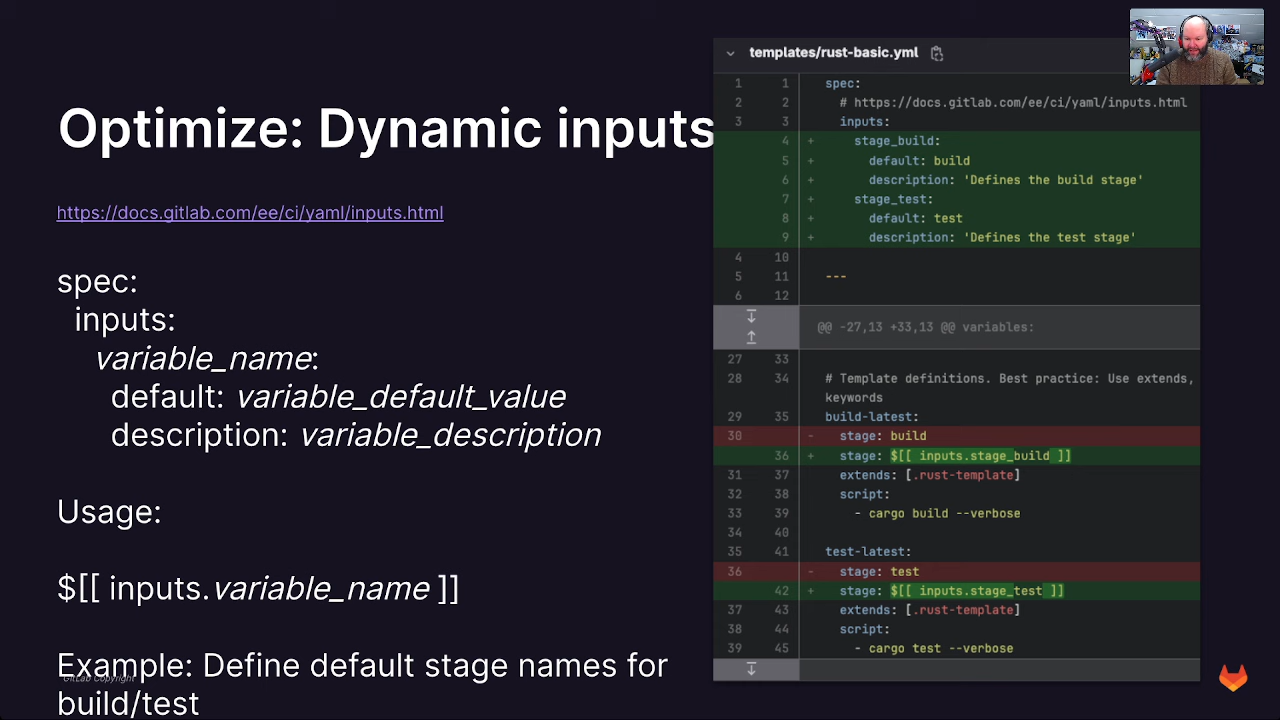 Optimize: Dynamic inputs
https://docs.gitlab.com/ee/ci/yaml/inputs.html
spec:
inputs:
variable_name:
default: variable_default_value
description: variable_description
Usage:
$[[ inputs.variable_name ]]
Example: Define default stage names for
build/test
GitLab Copyright
templates/rust-basic.yml
1 1 spec:
2 2 # https://docs.gitlab.com/ee/ci/yaml/inputs.html
3 3 inputs:
4 + stage_build:
5 + default: build
6 + description: 'Defines the build stage'
7 + stage_test:
8 + default: test
9 + description: 'Defines the test stage'
4 10
5 11 ---
6 12
@@ -27,13 +33,13 @@ variables:
27 33
28 34 # Template definitions. Best practice: Use extends,
keywords
29 35 build-latest:
30 - stage: build
36 + stage: $[[ inputs.stage_build ]]
31 37 extends: [.rust-template]
32 38 script:
33 39 - cargo build --verbose
34 40
35 41 test-latest:
36 - stage: test
42 + stage: $[[ inputs.stage_test ]]
37 43 extends: [.rust-template]
38 44 script:
39 45 - cargo test --verbose